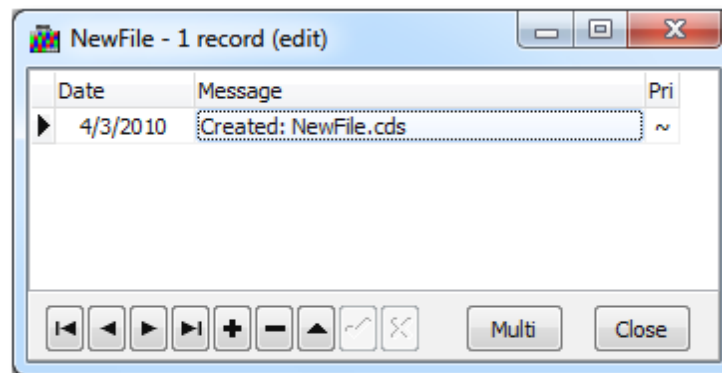 NewFile - 1 record (edit)
Date Message Pri
4/3/2010 Created: NewFile.cds ~
Multi Close